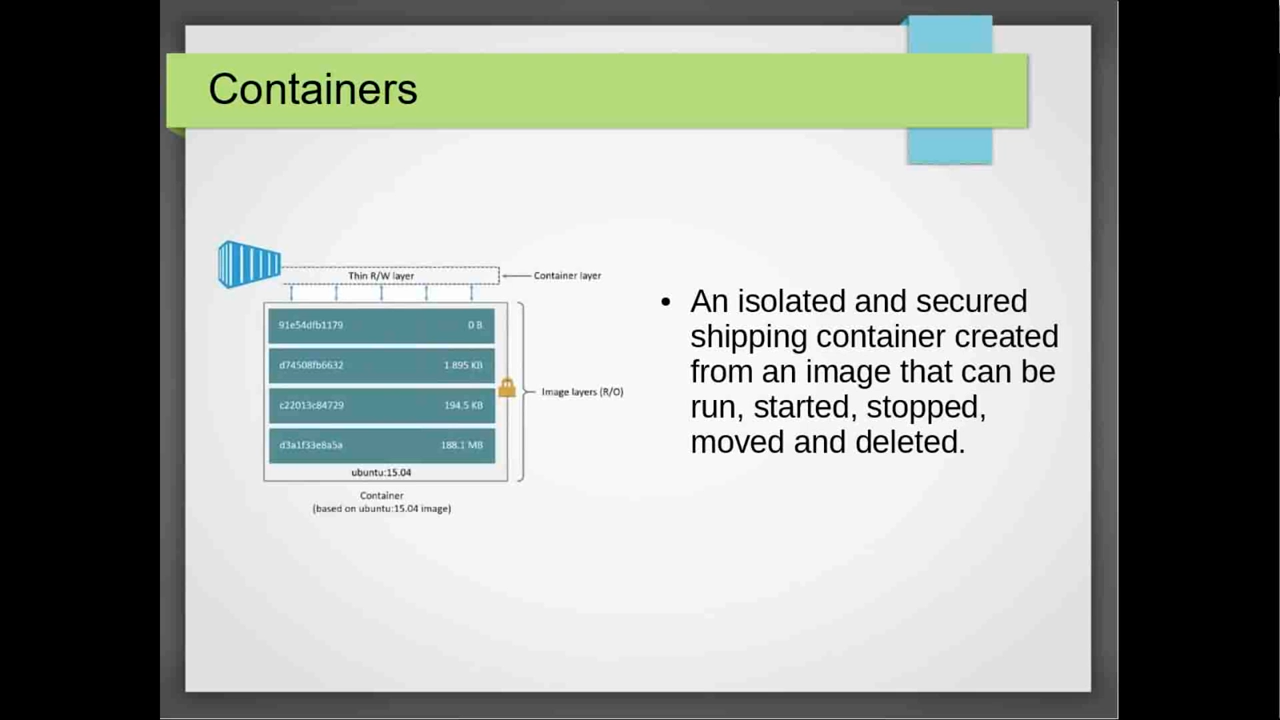 Containers
Thin R/W layer
Container layer
91e54dfb1179 0 B
d74508fb6632 1.895 KB
c22013c84729 194.5 KB
d3a1f33e8a5a 188.1 MB
ubuntu:15.04
Image layers (R/O)
Container
(based on ubuntu:15.04 image)
• An isolated and secured
shipping container created
from an image that can be
run, started, stopped,
moved and deleted.